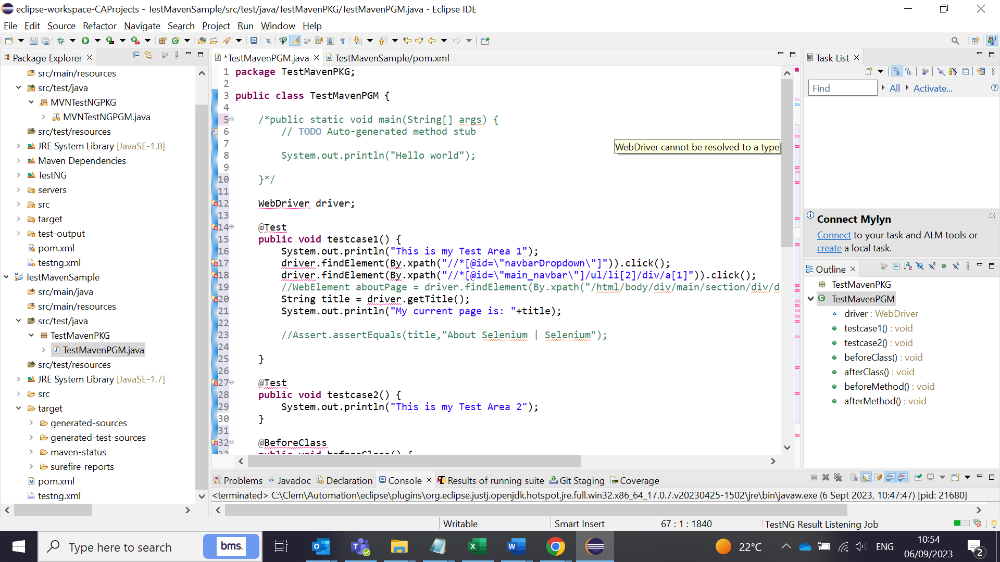 eclipse-workspace-CAProjects - TestMavenSample/src/test/java/TestMavenPKG/TestMavenPGM.java - Eclipse IDE
File Edit Source Refactor Navigate Search Project Run Window Help
Package Explorer
src/main/resources
src/test/java
MVNTestNGPKG
MVNTestNGPGM.java
src/test/resources
JRE System Library [JavaSE-1.8]
Maven Dependencies
TestNG
servers
src
target
test-output
pom.xml
testng.xml
TestMavenSample
src/main/java
src/main/resources
src/test/java
TestMavenPKG
TestMavenPGM.java
src/test/resources
JRE System Library [JavaSE-1.7]
src
target
generated-sources
generated-test-sources
maven-status
surefire-reports
pom.xml
testng.xml
*TestMavenPGM.java TestMavenSample/pom.xml
1 package TestMavenPKG;
2
3 public class TestMavenPGM {
4
5 /*public static void main(String[] args) {
6 // TODO Auto-generated method stub
7
8 System.out.println("Hello world");
9
10 }*/
11
12 WebDriver driver;
13
14 @Test
15 public void testcase1() {
16 System.out.println("This is my Test Area 1");
17 driver.findElement(By.xpath("//*[@id=\"navbarDropdown\"]")).click();
18 driver.findElement(By.xpath("//*[@id=\"main_navbar\"]/ul/li[2]/div/a[1]")).click();
19 //WebElement aboutPage = driver.findElement(By.xpath("/html/body/div/main/section/div/d
20 String title = driver.getTitle();
21 System.out.println("My current page is: "+title);
22
23 //Assert.assertEquals(title,"About Selenium | Selenium");
24
25 }
26
27 @Test
28 public void testcase2() {
29 System.out.println("This is my Test Area 2");
30 }
31
32 @BeforeClass
33 public void beforeClass() {
WebDriver cannot be resolved to a type
Task List
Find All Activate...
Connect Mylyn
Connect to your task and ALM tools or
create a local task.
Outline
TestMavenPKG
TestMavenPGM
driver : WebDriver
testcase1() : void
testcase2() : void
beforeClass() : void
afterClass() : void
beforeMethod() : void
afterMethod() : void
Problems Javadoc Declaration Console Results of running suite Git Staging Coverage
<terminated> C:\Clem\Automation\eclipse\plugins\org.eclipse.justj.openjdk.hotspot.jre.full.win32.x86_64_17.0.7.v20230425-1502\jre\bin\javaw.exe (6 Sept 2023, 10:47:47) [pid: 21680]
Writable Smart Insert 67 : 1 : 1840 TestNG Result Listening Job
Type here to search bms. 22°C ENG 10:54
06/09/2023 2